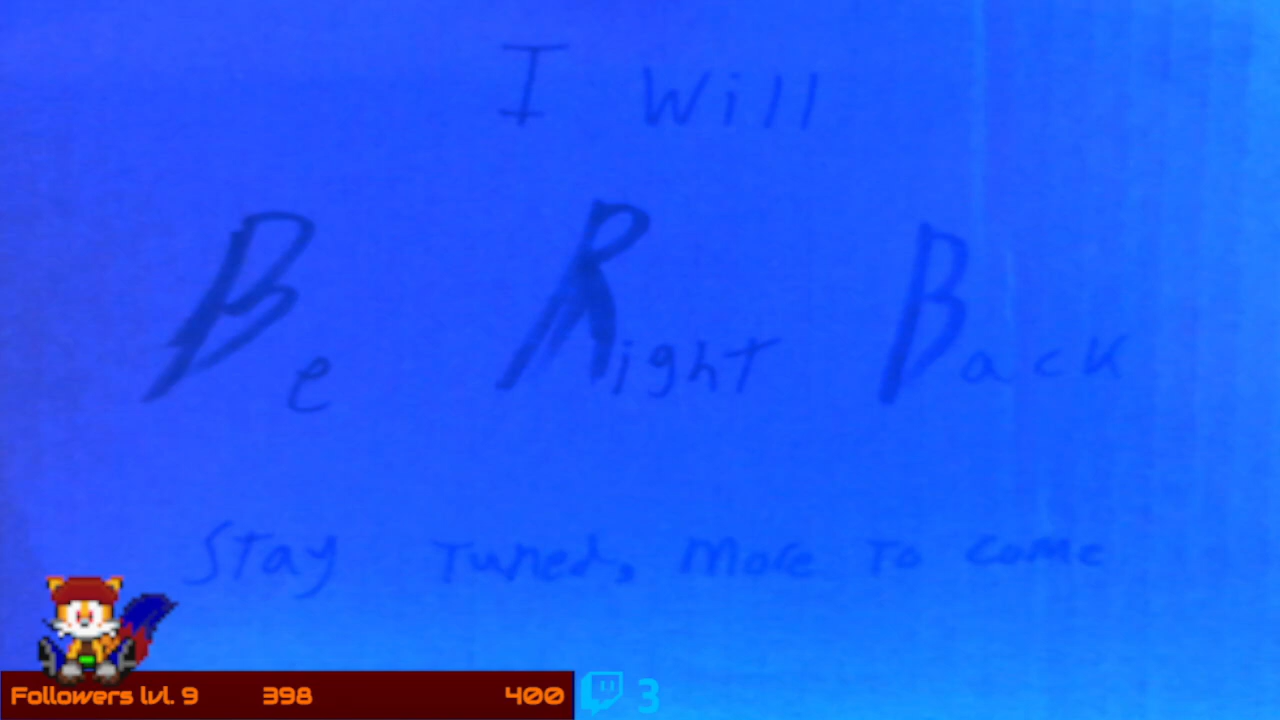 I Will
Be Right Back
Stay Tuned, More To come
Followers lvl. 9 398 400 3